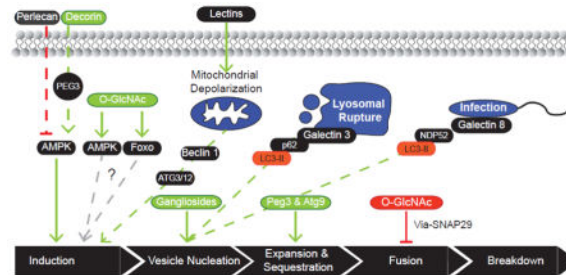 Perlecan
Decorin
Lectins
PEG3
O-GlcNAc
Mitochondrial
Depolarization
Lysosomal
Rupture
Infection
Galectin 3
Galectin 8
p62
NDP52
LC3-II
LC3-II
AMPK
AMPK
Foxo
Beclin 1
?
ATG3/12
Gangliosides
Peg3 & Atg9
O-GlcNAc
Via-SNAP29
Induction
Vesicle Nucleation
Expansion &
Sequestration
Fusion
Breakdown